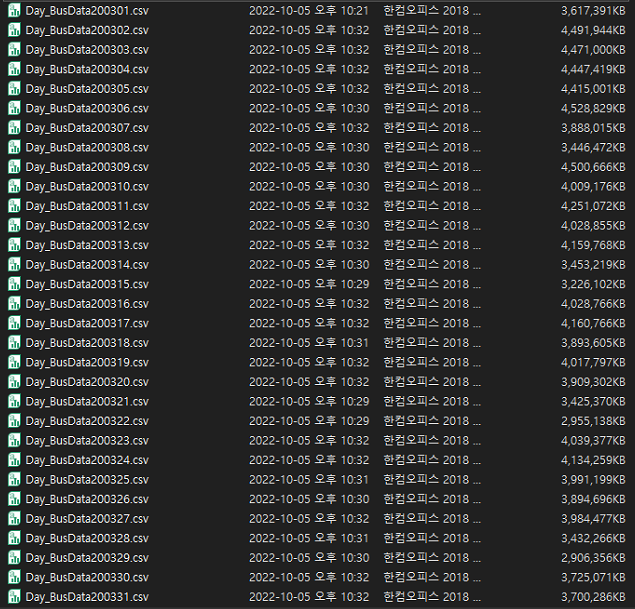 Day_BusData200301.csv 2022-10-05 오후 10:21 한컴오피스 2018 ... 3,617,391KB
Day_BusData200302.csv 2022-10-05 오후 10:32 한컴오피스 2018 ... 4,491,944KB
Day_BusData200303.csv 2022-10-05 오후 10:32 한컴오피스 2018 ... 4,471,000KB
Day_BusData200304.csv 2022-10-05 오후 10:32 한컴오피스 2018 ... 4,447,419KB
Day_BusData200305.csv 2022-10-05 오후 10:32 한컴오피스 2018 ... 4,415,001KB
Day_BusData200306.csv 2022-10-05 오후 10:30 한컴오피스 2018 ... 4,528,829KB
Day_BusData200307.csv 2022-10-05 오후 10:32 한컴오피스 2018 ... 3,888,015KB
Day_BusData200308.csv 2022-10-05 오후 10:30 한컴오피스 2018 ... 3,446,472KB
Day_BusData200309.csv 2022-10-05 오후 10:30 한컴오피스 2018 ... 4,500,666KB
Day_BusData200310.csv 2022-10-05 오후 10:30 한컴오피스 2018 ... 4,009,176KB
Day_BusData200311.csv 2022-10-05 오후 10:32 한컴오피스 2018 ... 4,251,072KB
Day_BusData200312.csv 2022-10-05 오후 10:30 한컴오피스 2018 ... 4,028,855KB
Day_BusData200313.csv 2022-10-05 오후 10:32 한컴오피스 2018 ... 4,159,768KB
Day_BusData200314.csv 2022-10-05 오후 10:30 한컴오피스 2018 ... 3,453,219KB
Day_BusData200315.csv 2022-10-05 오후 10:29 한컴오피스 2018 ... 3,226,102KB
Day_BusData200316.csv 2022-10-05 오후 10:32 한컴오피스 2018 ... 4,028,766KB
Day_BusData200317.csv 2022-10-05 오후 10:32 한컴오피스 2018 ... 4,160,766KB
Day_BusData200318.csv 2022-10-05 오후 10:31 한컴오피스 2018 ... 3,893,605KB
Day_BusData200319.csv 2022-10-05 오후 10:32 한컴오피스 2018 ... 4,017,797KB
Day_BusData200320.csv 2022-10-05 오후 10:32 한컴오피스 2018 ... 3,909,302KB
Day_BusData200321.csv 2022-10-05 오후 10:29 한컴오피스 2018 ... 3,425,370KB
Day_BusData200322.csv 2022-10-05 오후 10:29 한컴오피스 2018 ... 2,955,138KB
Day_BusData200323.csv 2022-10-05 오후 10:32 한컴오피스 2018 ... 4,039,377KB
Day_BusData200324.csv 2022-10-05 오후 10:32 한컴오피스 2018 ... 4,134,259KB
Day_BusData200325.csv 2022-10-05 오후 10:31 한컴오피스 2018 ... 3,991,199KB
Day_BusData200326.csv 2022-10-05 오후 10:30 한컴오피스 2018 ... 3,894,696KB
Day_BusData200327.csv 2022-10-05 오후 10:32 한컴오피스 2018 ... 3,984,477KB
Day_BusData200328.csv 2022-10-05 오후 10:31 한컴오피스 2018 ... 3,432,266KB
Day_BusData200329.csv 2022-10-05 오후 10:30 한컴오피스 2018 ... 2,906,356KB
Day_BusData200330.csv 2022-10-05 오후 10:32 한컴오피스 2018 ... 3,725,071KB
Day_BusData200331.csv 2022-10-05 오후 10:32 한컴오피스 2018 ... 3,700,286KB